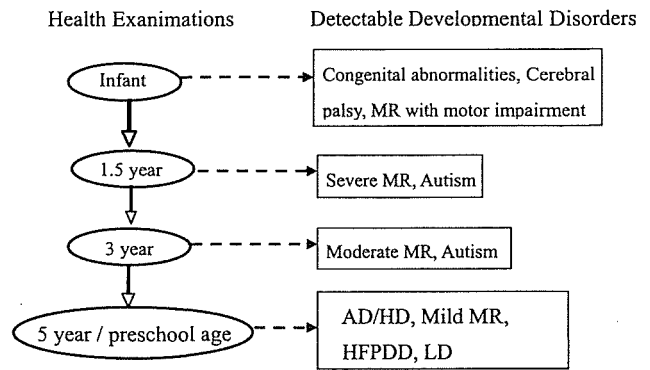 Health Exanimations
Detectable Developmental Disorders
Infant
Congenital abnormalities, Cerebral
palsy, MR with motor impairment
1.5 year
Severe MR, Autism
3 year
Moderate MR, Autism
5 year / preschool age
AD/HD, Mild MR,
HFPDD, LD